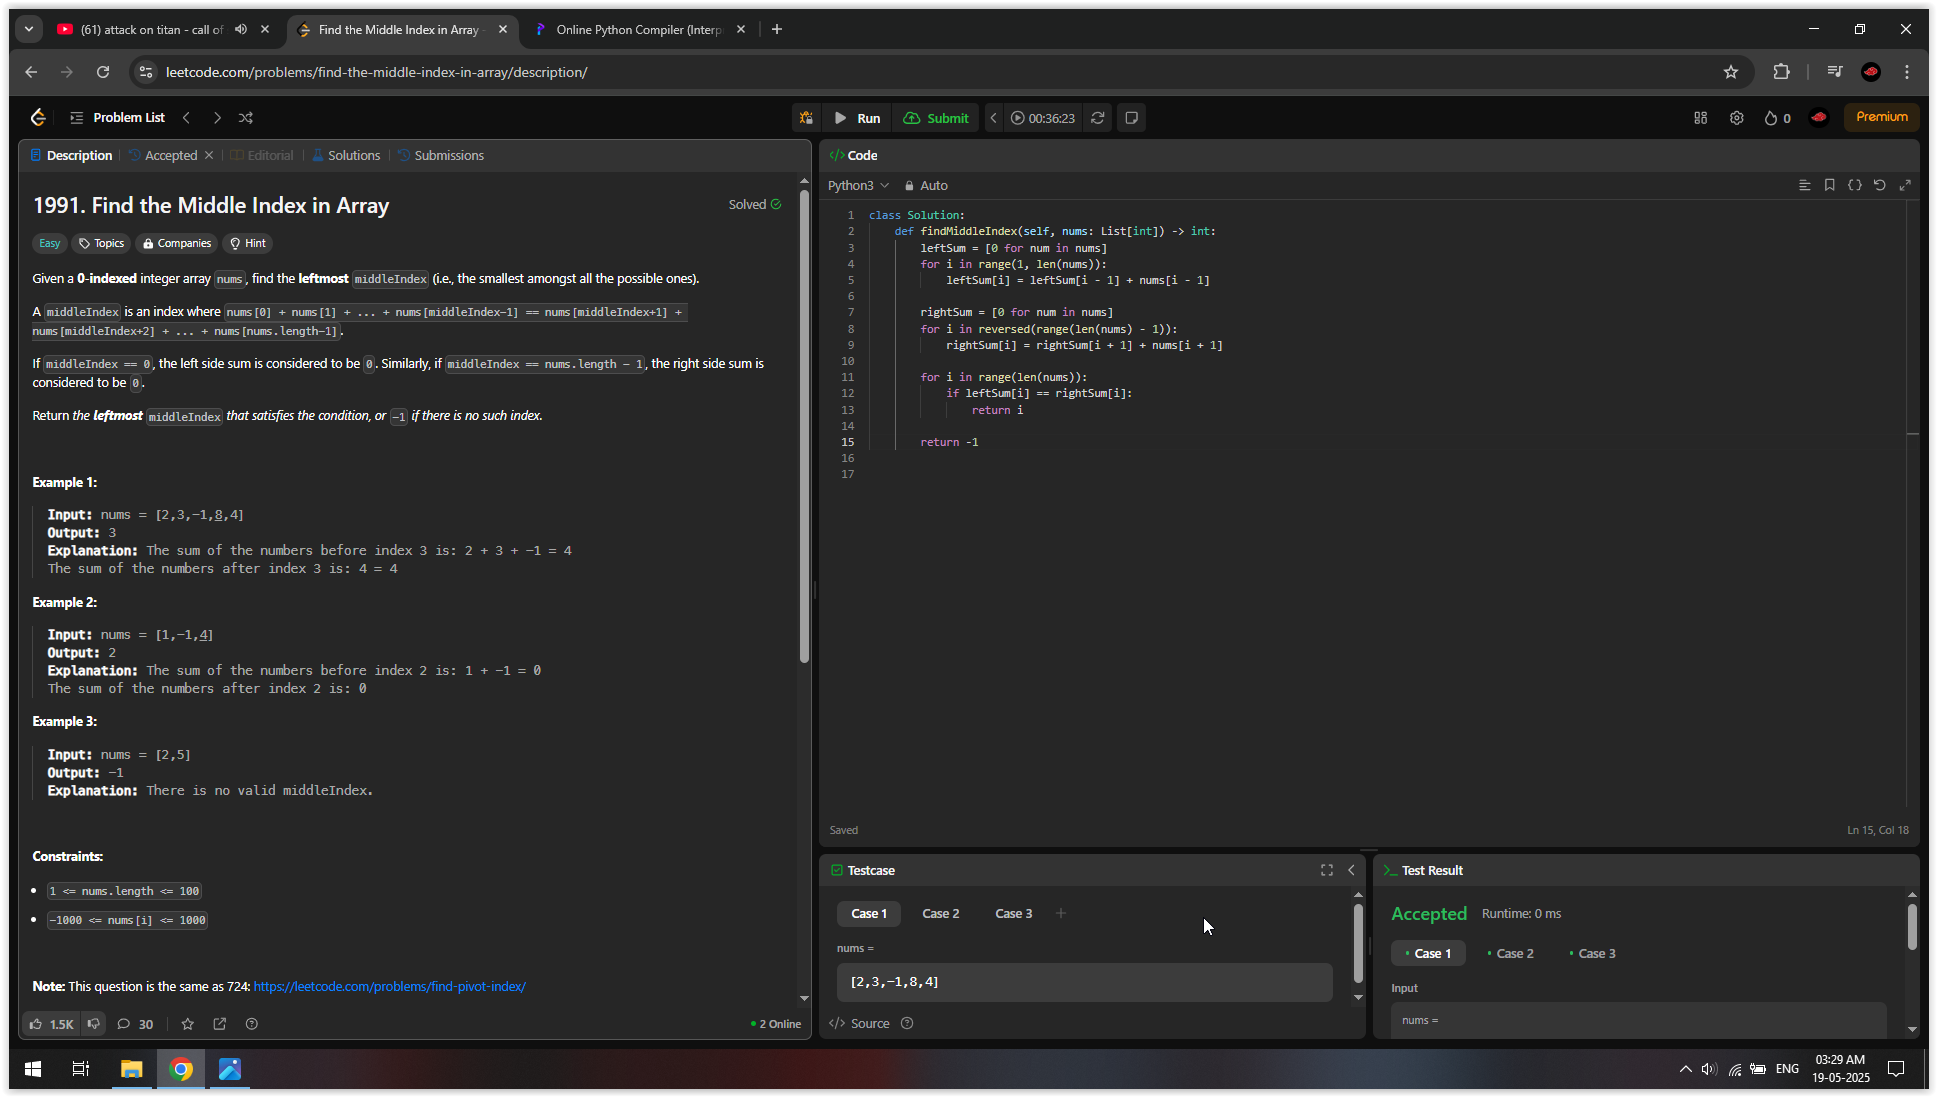 (61) attack on titan - call of
Find the Middle Index in Array -
Online Python Compiler (Interp
leetcode.com/problems/find-the-middle-index-in-array/description/
Problem List
Run
Submit
00:36:23
0
Premium
Description
Accepted
Editorial
Solutions
Submissions
1991. Find the Middle Index in Array
Solved
Easy
Topics
Companies
Hint
Given a 0-indexed integer array nums, find the leftmost middleIndex (i.e., the smallest amongst all the possible ones).
A middleIndex is an index where nums[0] + nums[1] + ... + nums[middleIndex-1] == nums[middleIndex+1] +
nums[middleIndex+2] + ... + nums[nums.length-1].
If middleIndex == 0, the left side sum is considered to be 0. Similarly, if middleIndex == nums.length - 1, the right side sum is
considered to be 0.
Return the leftmost middleIndex that satisfies the condition, or -1 if there is no such index.
Example 1:
Input: nums = [2,3,-1,8,4]
Output: 3
Explanation: The sum of the numbers before index 3 is: 2 + 3 + -1 = 4
The sum of the numbers after index 3 is: 4 = 4
Example 2:
Input: nums = [1,-1,4]
Output: 2
Explanation: The sum of the numbers before index 2 is: 1 + -1 = 0
The sum of the numbers after index 2 is: 0
Example 3:
Input: nums = [2,5]
Output: -1
Explanation: There is no valid middleIndex.
Constraints:
• 1 <= nums.length <= 100
• -1000 <= nums[i] <= 1000
Note: This question is the same as 724: https://leetcode.com/problems/find-pivot-index/
1.5K
30
2 Online
</> Code
Python3
Auto
1 class Solution:
2     def findMiddleIndex(self, nums: List[int]) -> int:
3         leftSum = [0 for num in nums]
4         for i in range(1, len(nums)):
5             leftSum[i] = leftSum[i - 1] + nums[i - 1]
6
7         rightSum = [0 for num in nums]
8         for i in reversed(range(len(nums) - 1)):
9             rightSum[i] = rightSum[i + 1] + nums[i + 1]
10
11         for i in range(len(nums)):
12             if leftSum[i] == rightSum[i]:
13                 return i
14
15         return -1
16
17
Saved
Ln 15, Col 18
Testcase
Case 1
Case 2
Case 3
+
nums =
[2,3,-1,8,4]
</> Source
>_ Test Result
Accepted
Runtime: 0 ms
Case 1
Case 2
Case 3
Input
nums =
ENG
03:29 AM
19-05-2025